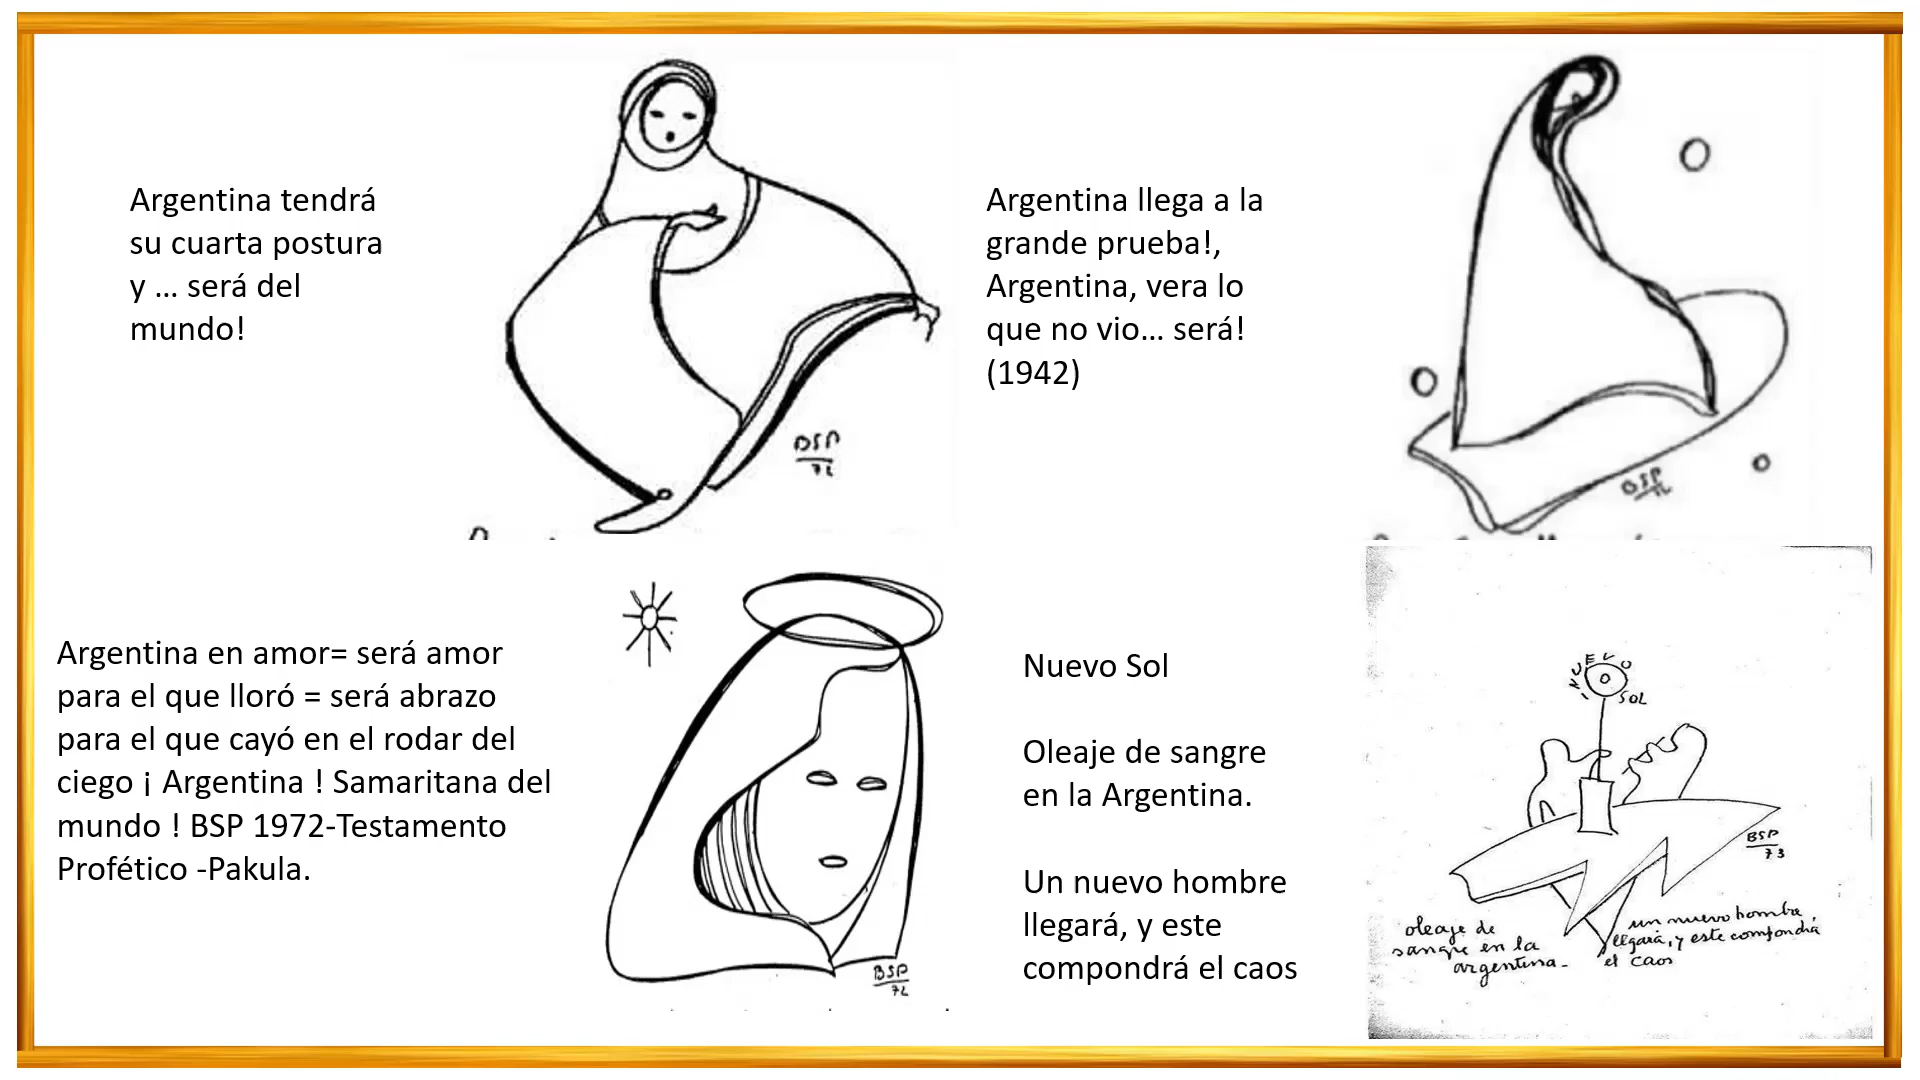 Argentina tendrá
su cuarta postura
y … será del
mundo!
BSP
72
Argentina llega a la
grande prueba!,
Argentina, vera lo
que no vio… será!
(1942)
BSP
72
Argentina en amor= será amor
para el que lloró = será abrazo
para el que cayó en el rodar del
ciego ¡ Argentina ! Samaritana del
mundo ! BSP 1972-Testamento
Profético -Pakula.
BSP
72
Nuevo Sol
Oleaje de sangre
en la Argentina.
Un nuevo hombre
llegará, y este
compondrá el caos
NUEVO
SOL
BSP
73
oleaje de
sangre en la
argentina-
un nuevo hombre
llegará, y este compondrá
el caos